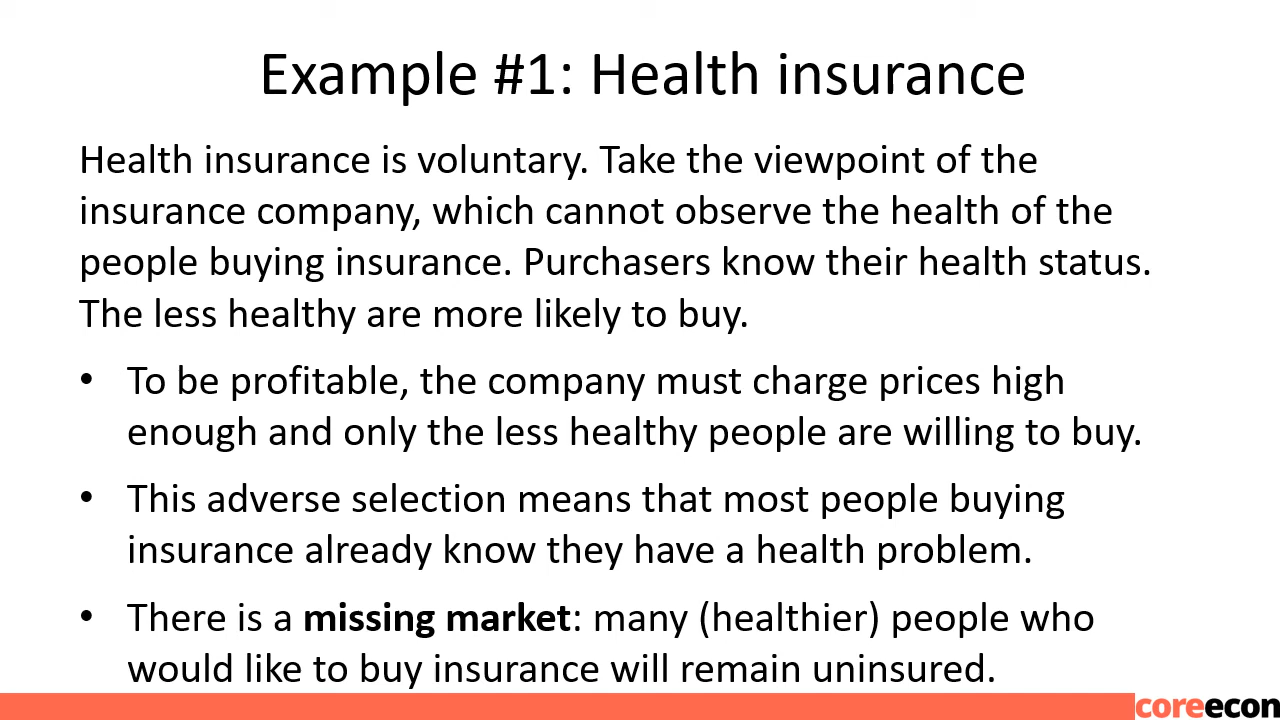 Example #1: Health insurance
Health insurance is voluntary. Take the viewpoint of the
insurance company, which cannot observe the health of the
people buying insurance. Purchasers know their health status.
The less healthy are more likely to buy.
• To be profitable, the company must charge prices high
enough and only the less healthy people are willing to buy.
• This adverse selection means that most people buying
insurance already know they have a health problem.
• There is a missing market: many (healthier) people who
would like to buy insurance will remain uninsured.
coreecon